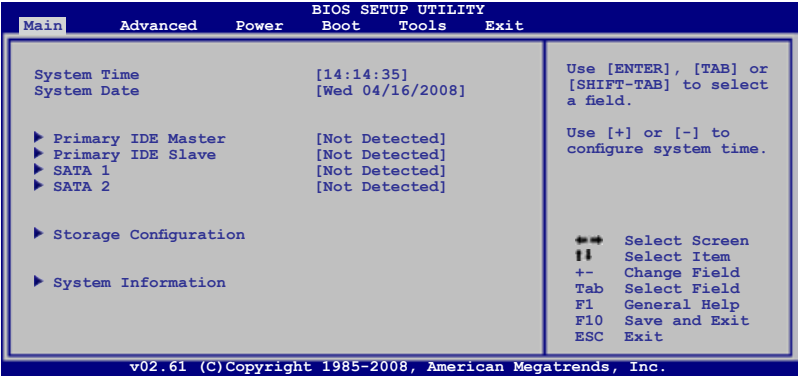 BIOS SETUP UTILITY
Main Advanced Power Boot Tools Exit
System Time [14:14:35]
System Date [Wed 04/16/2008]
Primary IDE Master [Not Detected]
Primary IDE Slave [Not Detected]
SATA 1 [Not Detected]
SATA 2 [Not Detected]
Storage Configuration
System Information
Use [ENTER], [TAB] or
[SHIFT-TAB] to select
a field.
Use [+] or [-] to
configure system time.
←→ Select Screen
↑↓ Select Item
+- Change Field
Tab Select Field
F1 General Help
F10 Save and Exit
ESC Exit
v02.61 (C)Copyright 1985-2008, American Megatrends, Inc.